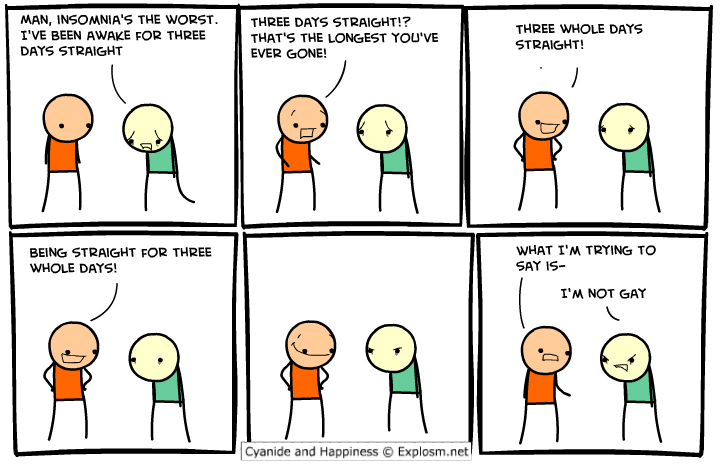 MAN, INSOMNIA'S THE WORST.
I'VE BEEN AWAKE FOR THREE
DAYS STRAIGHT
THREE DAYS STRAIGHT!?
THAT'S THE LONGEST YOU'VE
EVER GONE!
THREE WHOLE DAYS
STRAIGHT!
BEING STRAIGHT FOR THREE
WHOLE DAYS!
WHAT I'M TRYING TO
SAY IS-
I'M NOT GAY
Cyanide and Happiness © Explosm.net